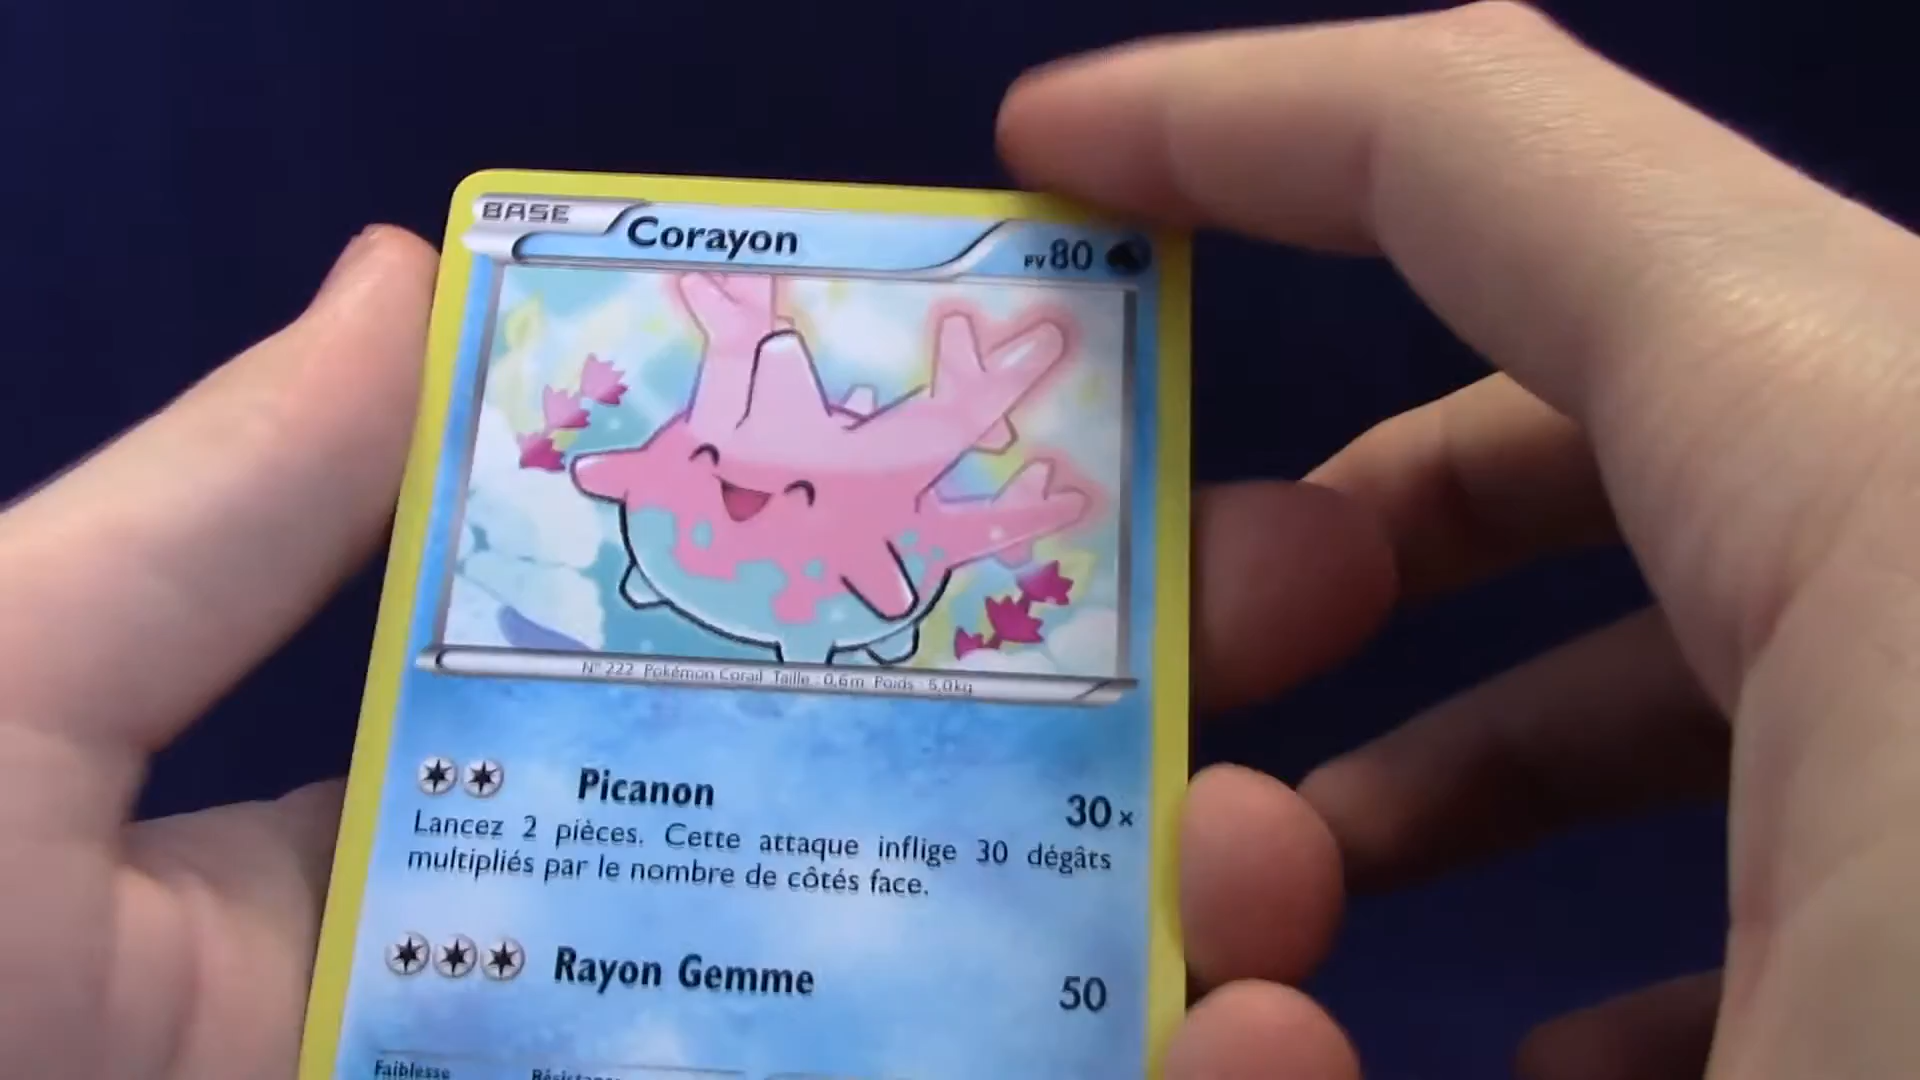 BASE
Corayon
PV80
N° 222 Pokémon Corail Taille : 0,6m Poids : 5,0kg
Picanon
30×
Lancez 2 pièces. Cette attaque inflige 30 dégâts
multipliés par le nombre de côtés face.
Rayon Gemme
50
Faiblesse